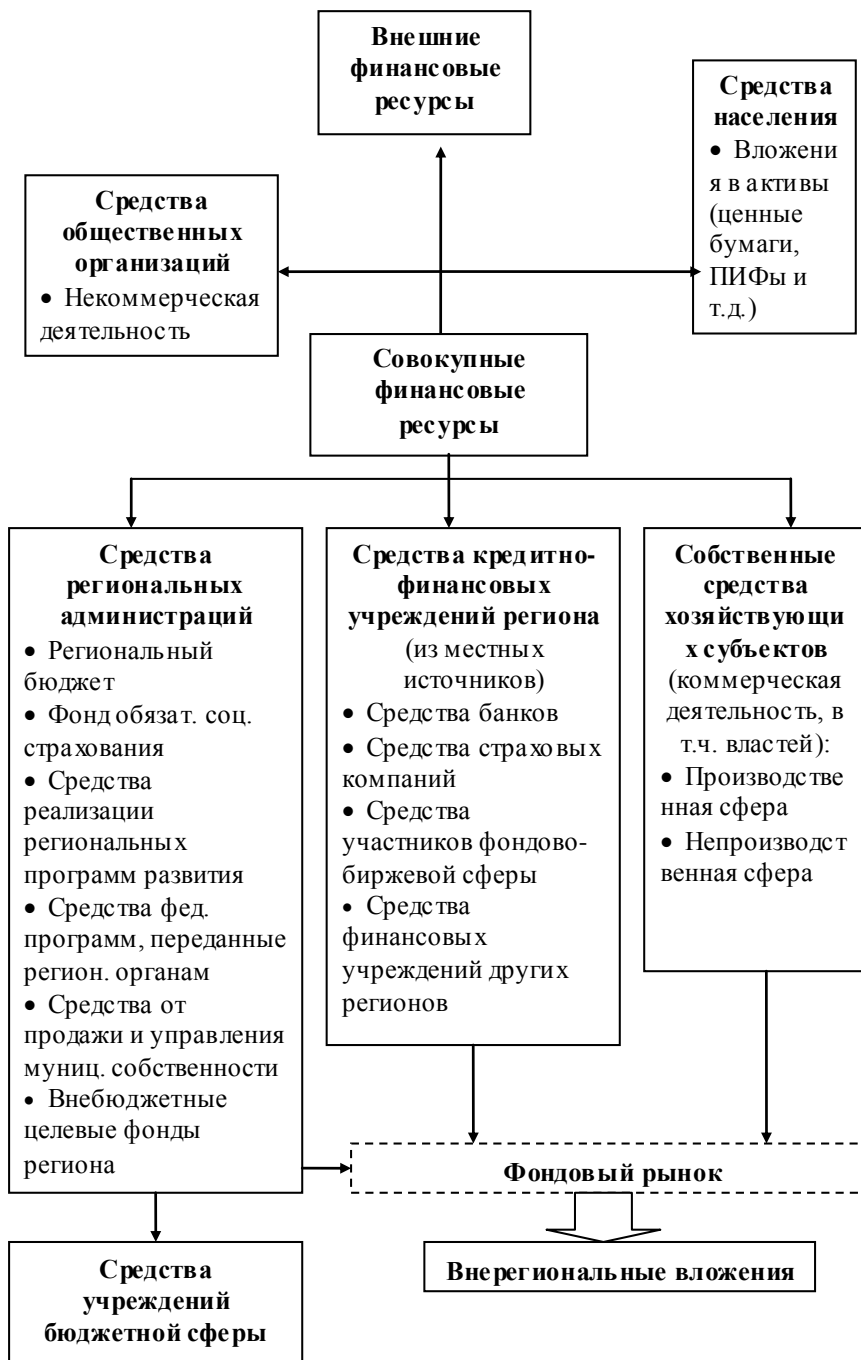 Внешние
финансовые
ресурсы
Средства
населения
• Вложени
я в активы
(ценные
бумаги,
ПИФы и
т.д.)
Средства
общественных
организаций
• Некоммерческая
деятельность
Совокупные
финансовые
ресурсы
Средства
региональных
администраций
• Региональный
бюджет
• Фонд обязат. соц.
страхования
• Средства
реализации
региональных
программ развития
• Средства фед.
программ, переданные
регион. органам
• Средства от
продажи и управления
муниц. собственности
• Внебюджетные
целевые фонды
региона
Средства кредитно-
финансовых
учреждений региона
(из местных
источников)
• Средства банков
• Средства страховых
компаний
• Средства
участников фондово-
биржевой сферы
• Средства
финансовых
учреждений других
регионов
Собственные
средства
хозяйствующи
х субъектов
(коммерческая
деятельность, в
т.ч. властей):
• Производстве
нная сфера
• Непроизводст
венная сфера
Фондовый рынок
Средства
учреждений
бюджетной сферы
Внерегиональные вложения